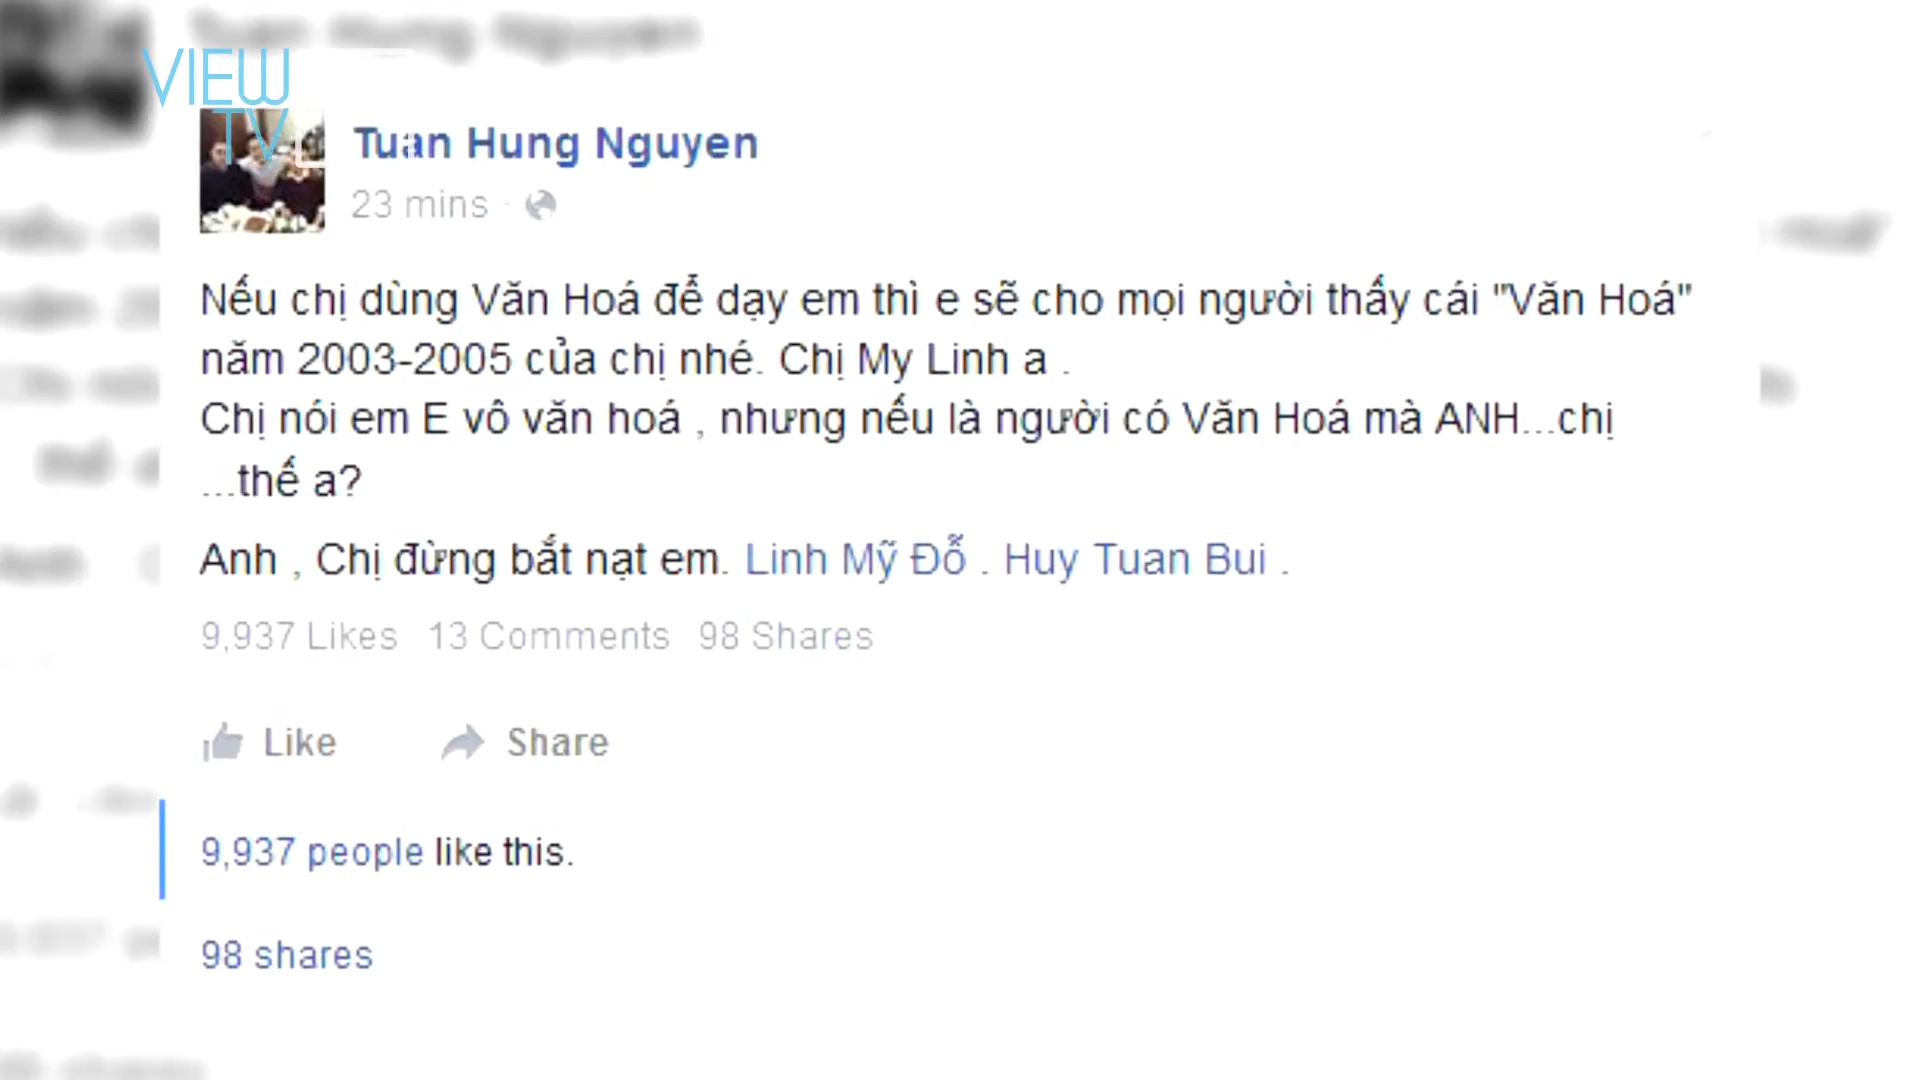 VIEW
TV
Tuan Hung Nguyen
23 mins ·
Nếu chị dùng Văn Hoá để dạy em thì e sẽ cho mọi người thấy cái "Văn Hoá"
năm 2003-2005 của chị nhé. Chị My Linh a .
Chị nói em E vô văn hoá , nhưng nếu là người có Văn Hoá mà ANH...chị
...thế a?
Anh , Chị đừng bắt nạt em. Linh Mỹ Đỗ . Huy Tuan Bui .
9,937 Likes 13 Comments 98 Shares
Like Share
9,937 people like this.
98 shares